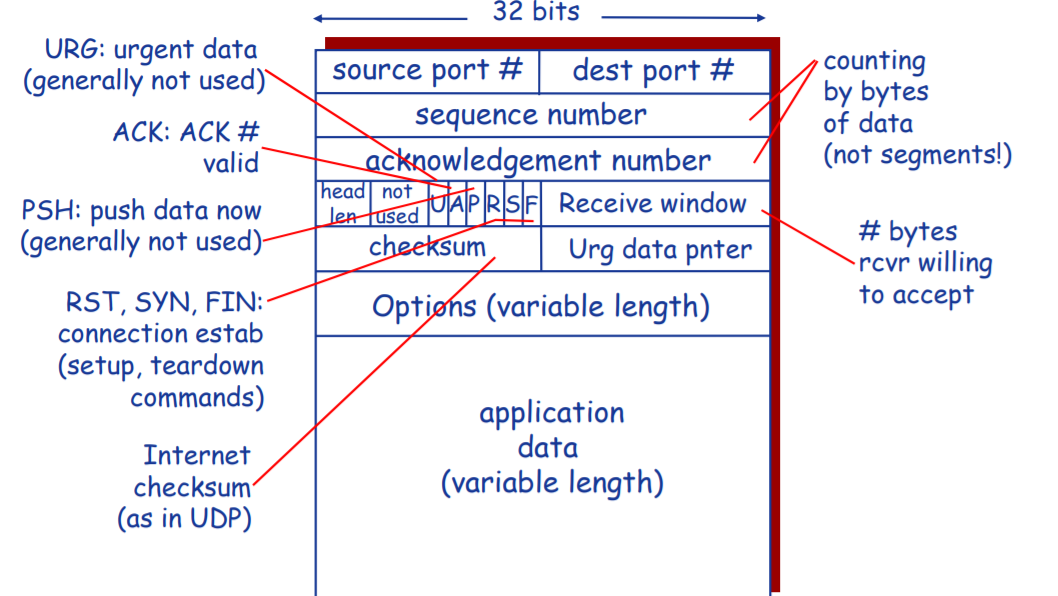 32 bits
URG: urgent data
(generally not used)
ACK: ACK #
valid
PSH: push data now
(generally not used)
RST, SYN, FIN:
connection estab
(setup, teardown
commands)
Internet
checksum
(as in UDP)
source port #
dest port #
sequence number
acknowledgement number
head
len
not
used
U
A
P
R
S
F
Receive window
checksum
Urg data pnter
Options (variable length)
application
data
(variable length)
counting
by bytes
of data
(not segments!)
# bytes
rcvr willing
to accept